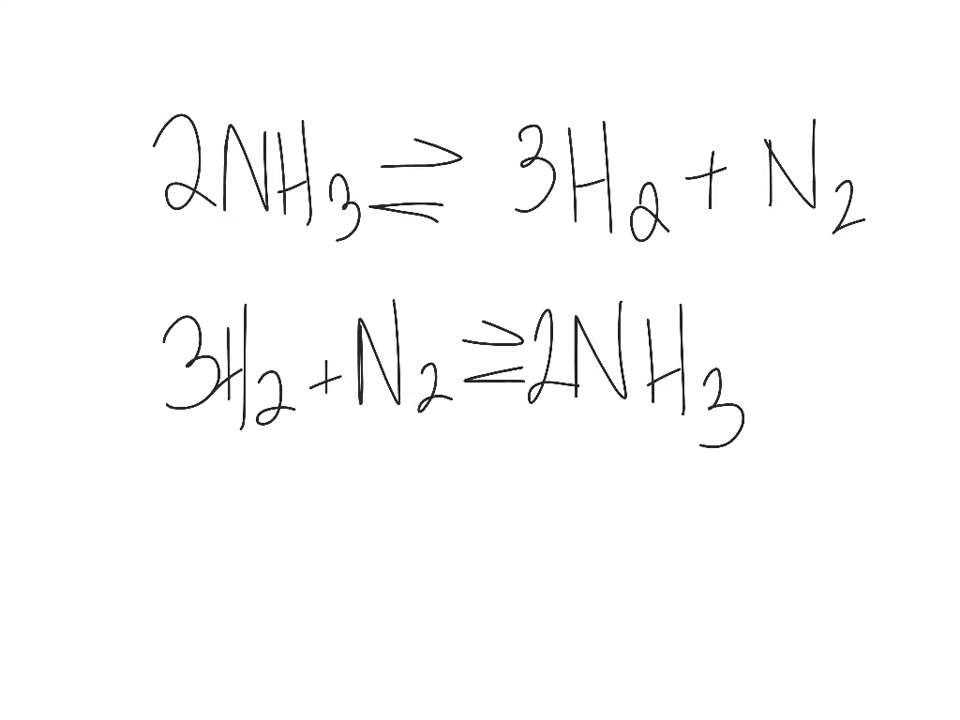 2NH₃ ⇌ 3H₂ + N₂
3H₂ + N₂ ⇌ 2NH₃